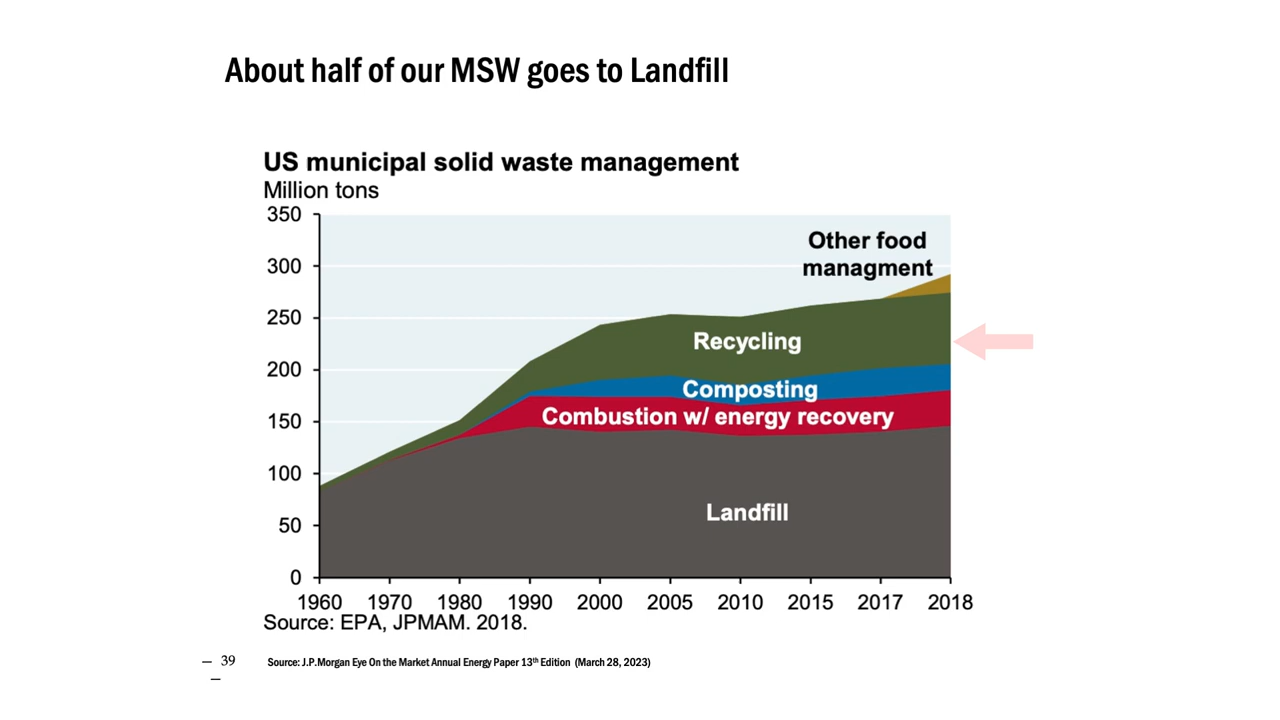 About half of our MSW goes to Landfill
US municipal solid waste management
Million tons
350
300
250
200
150
100
50
0
Other food
managment
Recycling
Composting
Combustion w/ energy recovery
Landfill
1960 1970 1980 1990 2000 2005 2010 2015 2017 2018
Source: EPA, JPMAM. 2018.
– 39
–
Source: J.P.Morgan Eye On the Market Annual Energy Paper 13th Edition (March 28, 2023)